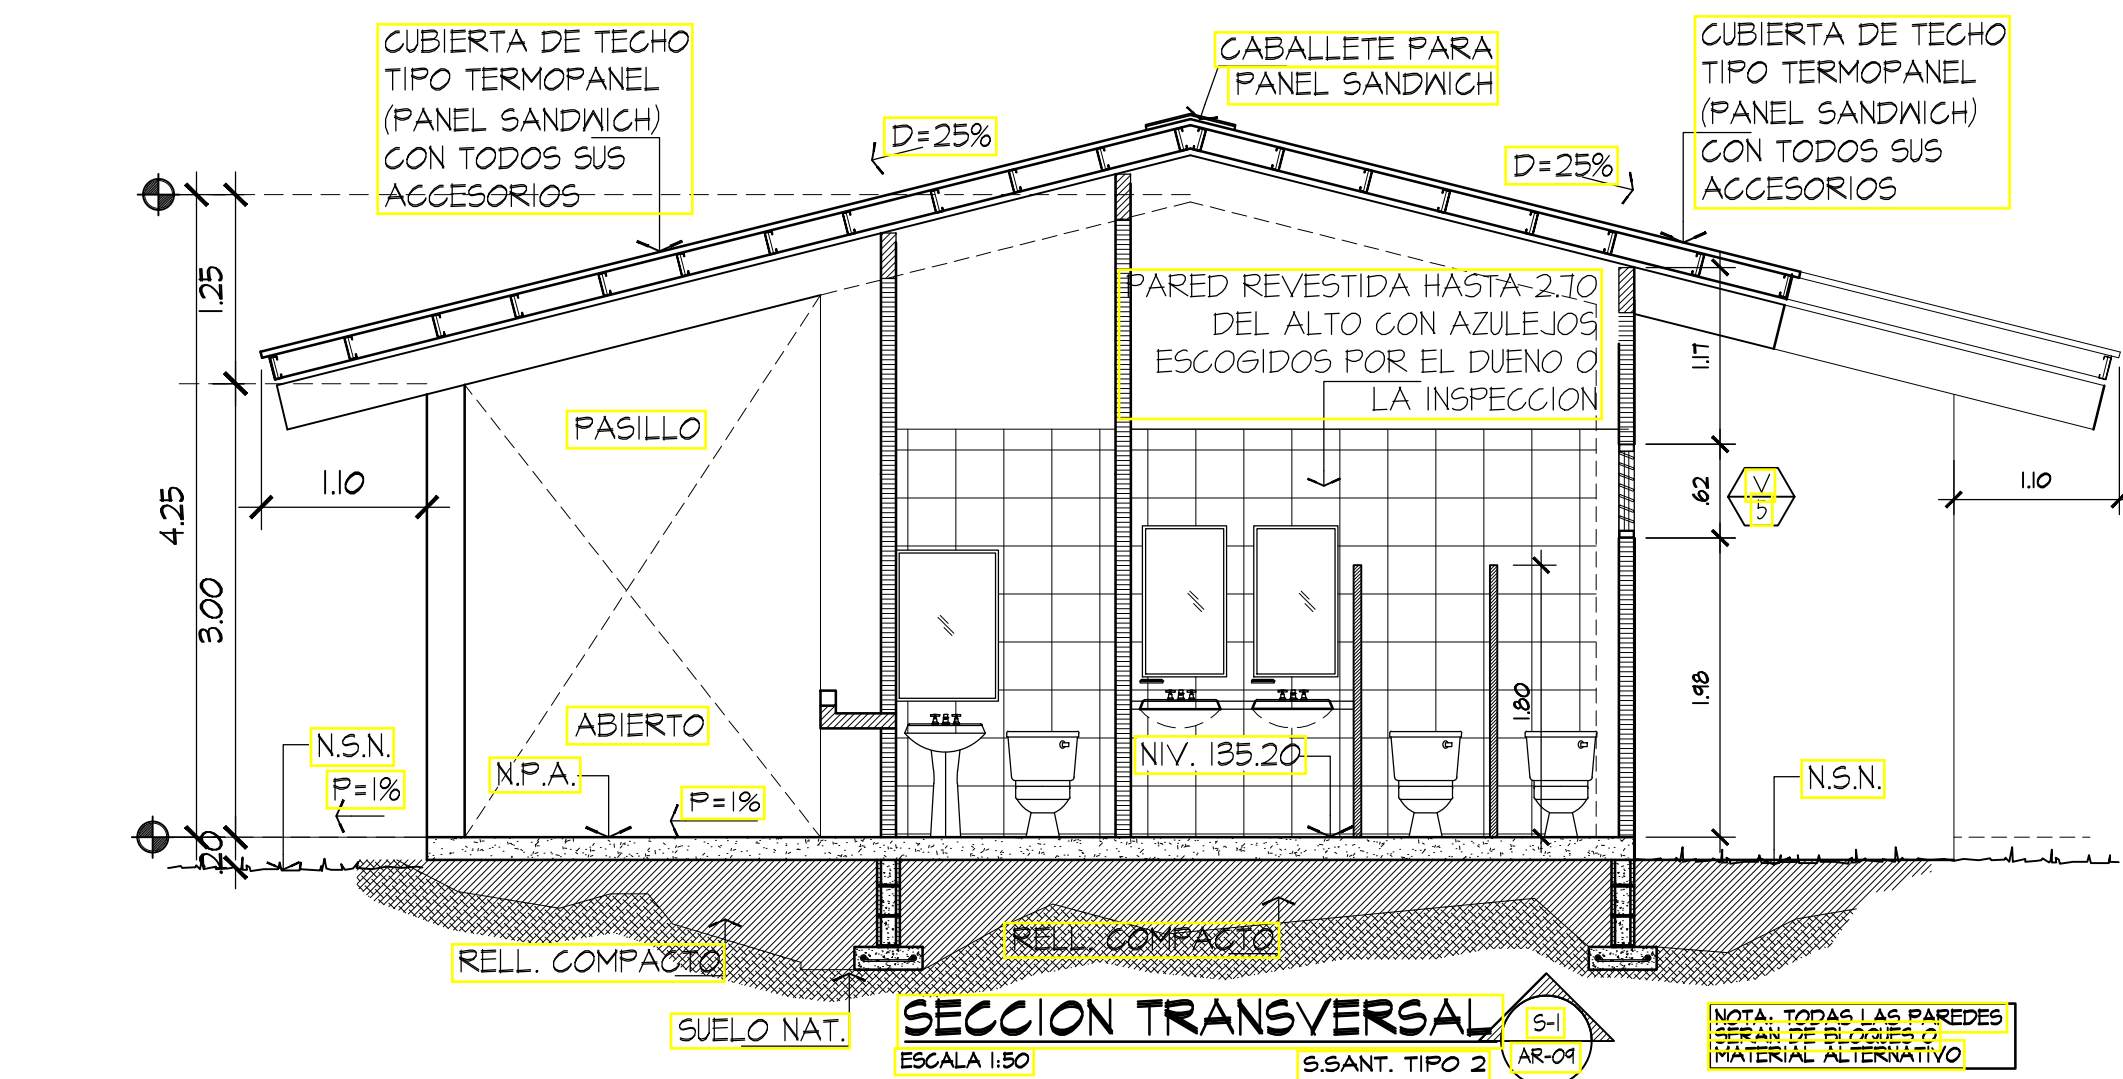 CUBIERTA DE TECHO
TIPO TERMOPANEL
(PANEL SANDWICH)
CON TODOS SUS
ACCESORIOS
CABALLETE PARA
PANEL SANDWICH
CUBIERTA DE TECHO
TIPO TERMOPANEL
(PANEL SANDWICH)
CON TODOS SUS
ACCESORIOS
D=25%
D=25%
1.25
PARED REVESTIDA HASTA 2.70
DEL ALTO CON AZULEJOS
ESCOGIDOS POR EL DUENO O
LA INSPECCION
1.17
PASILLO
1.10
4.25
.62
V
5
1.10
3.00
1.98
1.80
ABIERTO
N.S.N.
P=1%
N.P.A.
P=1%
NIV. 135.20
N.S.N.
.20
RELL. COMPACTO
RELL. COMPACTO
SUELO NAT.
SECCION TRANSVERSAL
ESCALA 1:50
S.SANT. TIPO 2
S-1
AR-09
NOTA: TODAS LAS PAREDES
SERAN DE BLOQUES O
MATERIAL ALTERNATIVO